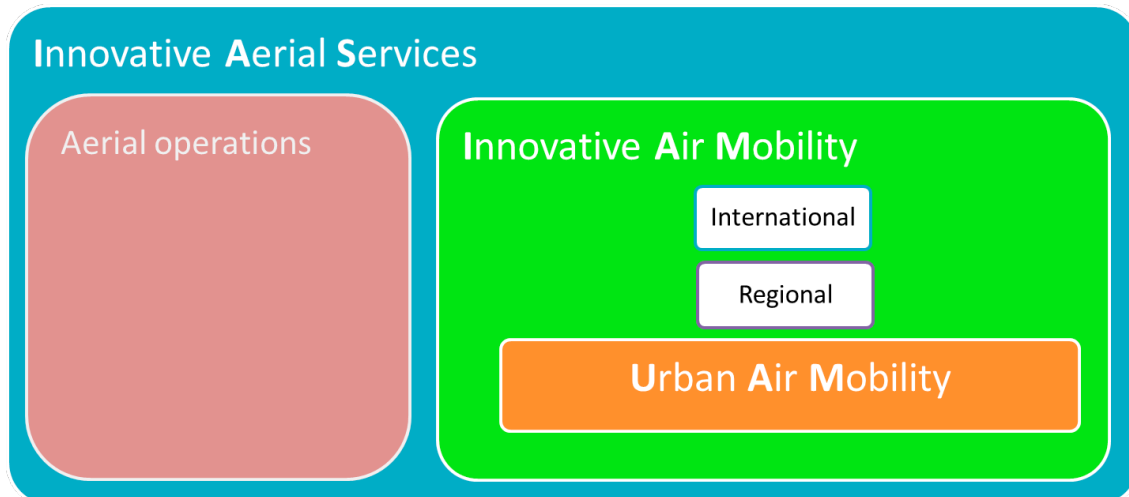 Innovative Aerial Services
Aerial operations
Innovative Air Mobility
International
Regional
Urban Air Mobility